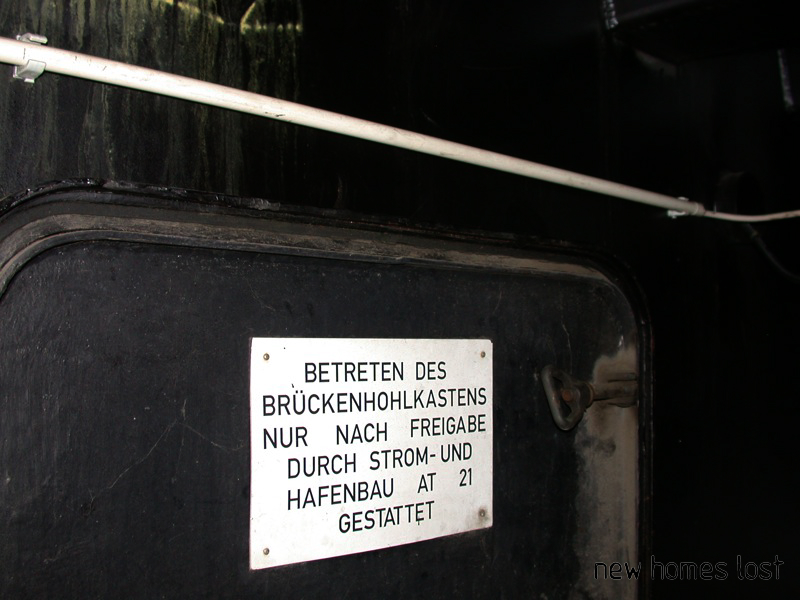 BETRETEN DES
BRÜCKENHOHLKASTENS
NUR NACH FREIGABE
DURCH STROM-UND
HAFENBAU AT 21
GESTATTET
new homes lost